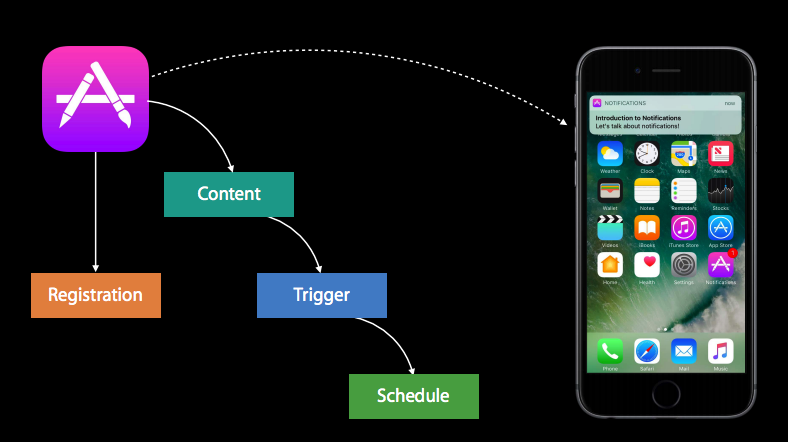 Content
Registration
Trigger
Schedule
NOTIFICATIONS
now
Introduction to Notifications
Let's talk about notifications!
Weather
Clock
Maps
News
Wallet
Notes
Reminders
Stocks
Videos
iBooks
iTunes Store
App Store
1
Home
Health
Settings
Notifications
Phone
Safari
Mail
Music